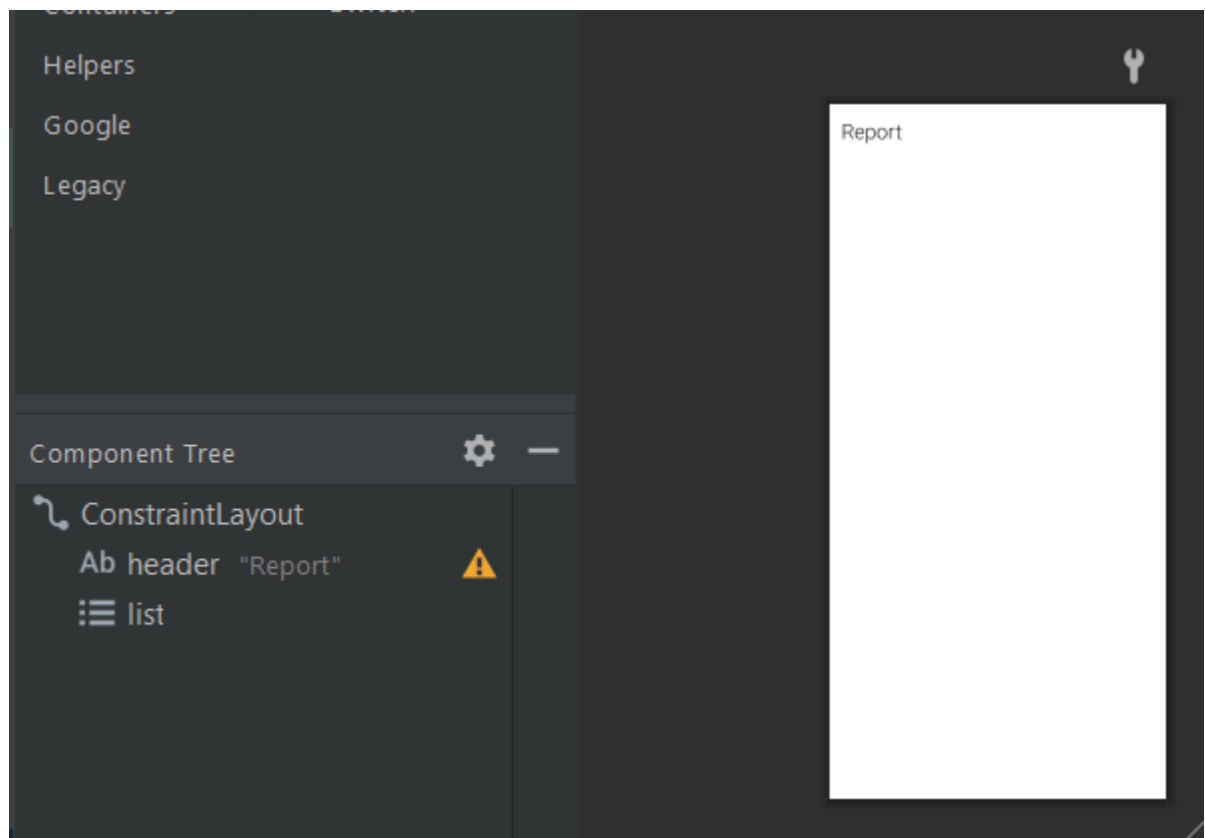 Helpers
Google
Legacy
Report
Component Tree
ConstraintLayout
Ab header "Report"
list